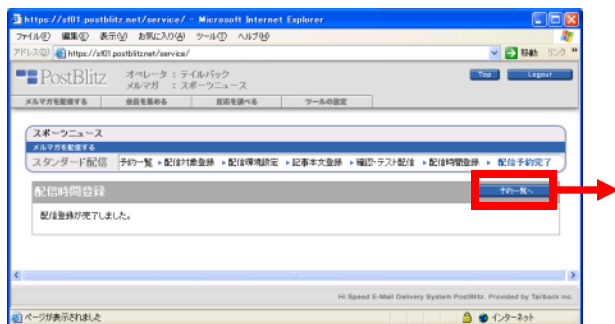 https://sf01.postblitz.net/service/ - Microsoft Internet Explorer
ファイル(F) 編集(E) 表示(V) お気に入り(A) ツール(T) ヘルプ(H)
アドレス(D) https://sf01.postblitz.net/service/ 移動 リンク »
PostBlitz オペレータ : テイルバック Top Logout
メルマガ : スポーツニュース
メルマガを配信する 会員を集める 反応を調べる ツールの設定
スポーツニュース
メルマガを配信する
スタンダード配信 予約一覧 ▸ 配信対象登録 ▸ 配信環境設定 ▸ 記事本文登録 ▸ 確認・テスト配信 ▸ 配信時間登録 ▸ 配信予約完了
配信時間登録 予約一覧へ
配信登録が完了しました。
Hi Speed E-Mail Delivery System PostBlitz. Provided by Tailback inc.
ページが表示されました インターネット